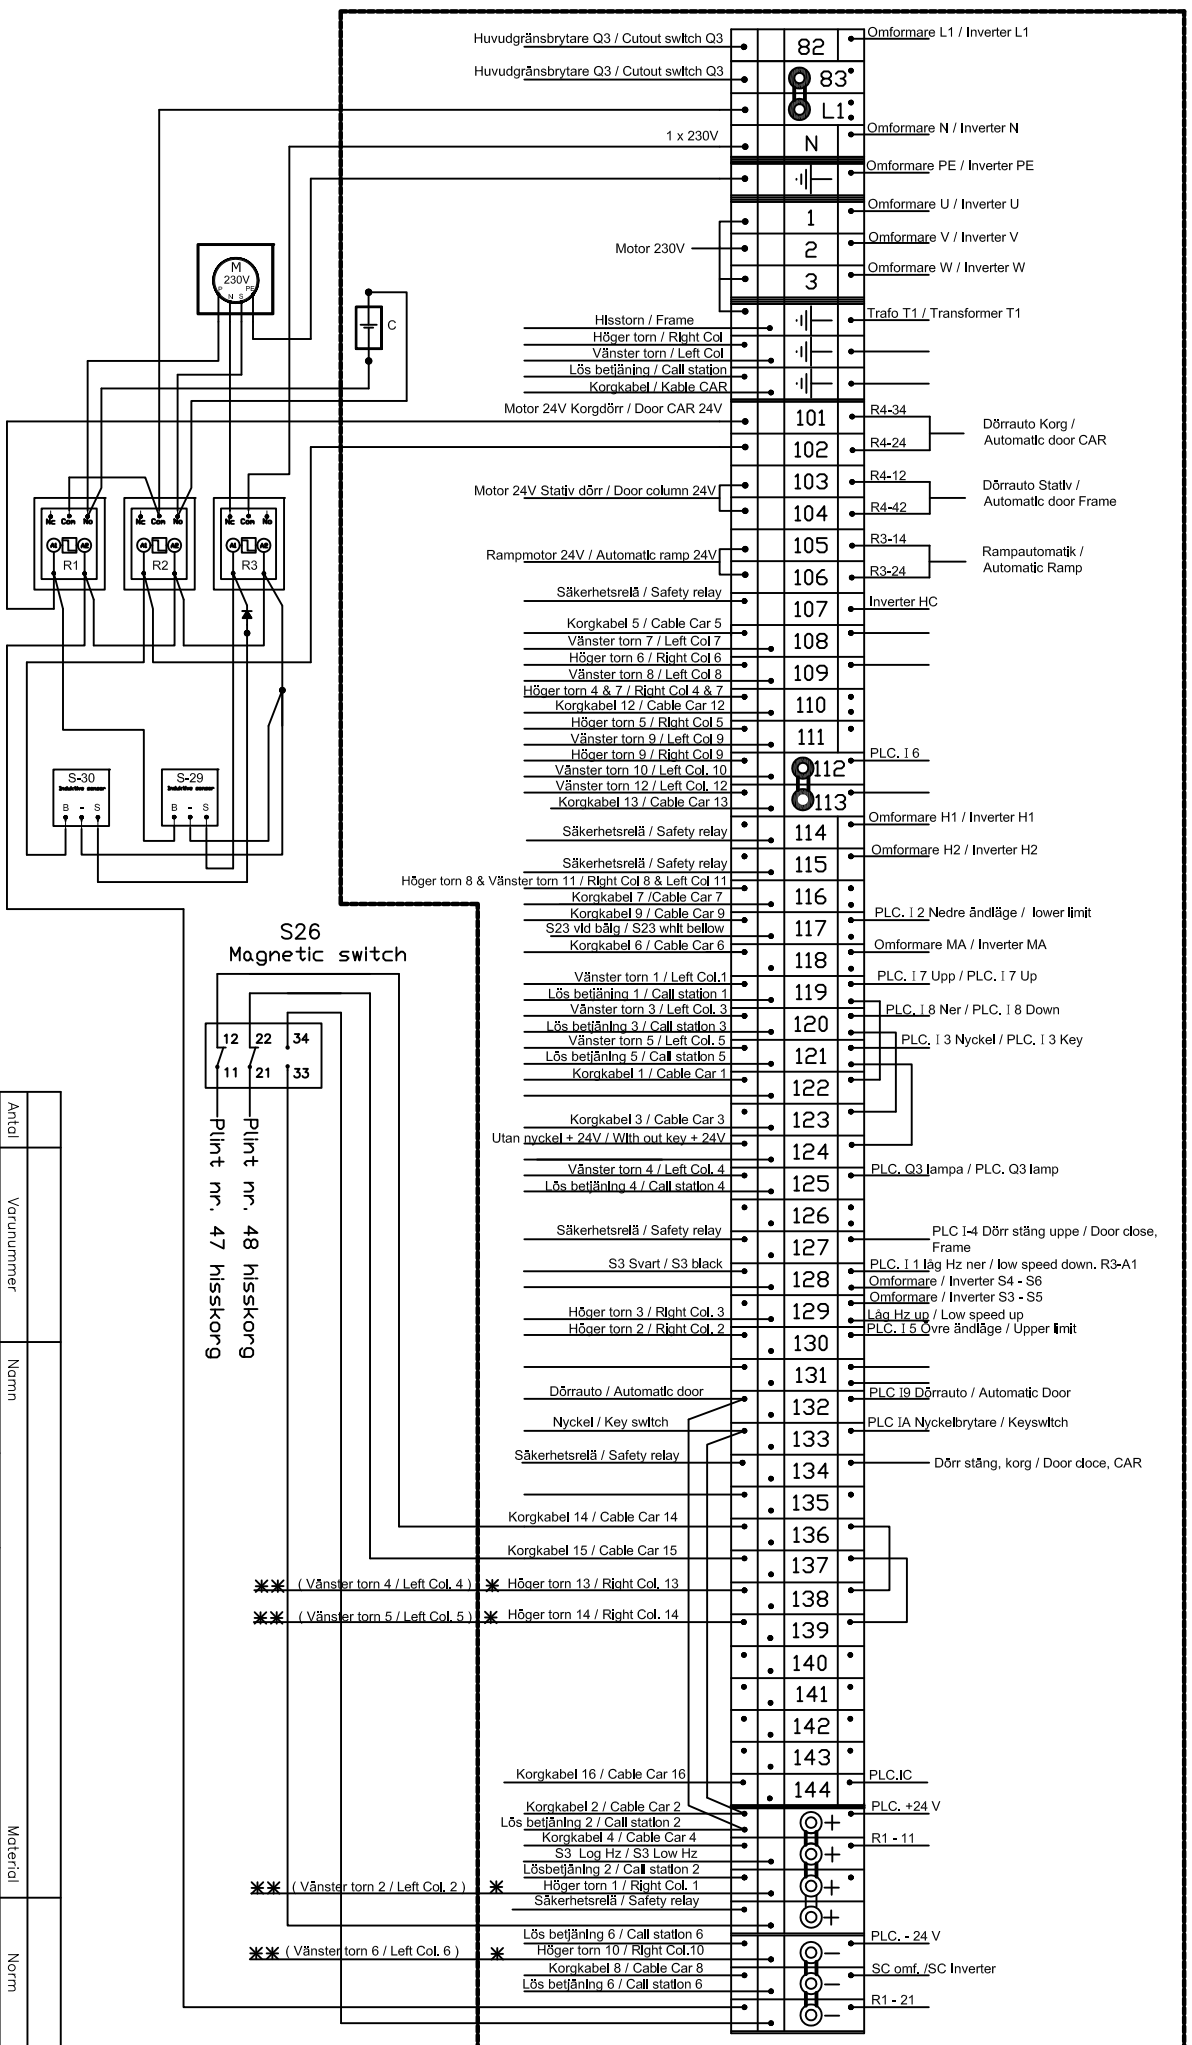 Huvudgränsbrytare Q3 / Cutout switch Q3
82
Omformare L1 / Inverter L1
Huvudgränsbrytare Q3 / Cutout switch Q3
83
L1
1 x 230V
N
Omformare N / Inverter N
Omformare PE / Inverter PE
1
Omformare U / Inverter U
Motor 230V
2
Omformare V / Inverter V
3
Omformare W / Inverter W
Trafo T1 / Transformer T1
Hisstorn / Frame
Höger torn / Right Col
Vänster torn / Left Col
Lös betjäning / Call station
Korgkabel / Kable CAR
Motor 24V Korgdörr / Door CAR 24V
101
R4-34
102
R4-24
Dörrauto Korg /
Automatic door CAR
Motor 24V Stativ dörr / Door column 24V
103
R4-12
104
R4-42
Dörrauto Stativ /
Automatic door Frame
Rampmotor 24V / Automatic ramp 24V
105
R3-14
106
R3-24
Rampautomatik /
Automatic Ramp
Säkerhetsrelä / Safety relay
107
Inverter HC
Korgkabel 5 / Cable Car 5
108
Vänster torn 7 / Left Col 7
Höger torn 6 / Right Col 6
109
Vänster torn 8 / Left Col 8
Höger torn 4 & 7 / Right Col 4 & 7
110
Korgkabel 12 / Cable Car 12
Höger torn 5 / Right Col 5
111
Vänster torn 9 / Left Col 9
Höger torn 9 / Right Col 9
112
PLC. I 6
Vänster torn 10 / Left Col. 10
Vänster torn 12 / Left Col. 12
113
Korgkabel 13 / Cable Car 13
Säkerhetsrelä / Safety relay
114
Omformare H1 / Inverter H1
Säkerhetsrelä / Safety relay
115
Omformare H2 / Inverter H2
Höger torn 8 & Vänster torn 11 / Right Col 8 & Left Col 11
116
Korgkabel 7 /Cable Car 7
Korgkabel 9 / Cable Car 9
117
PLC. I 2 Nedre ändläge / lower limit
S23 vid bälg / S23 whit bellow
Korgkabel 6 / Cable Car 6
118
Omformare MA / Inverter MA
Vänster torn 1 / Left Col.1
119
PLC. I 7 Upp / PLC. I 7 Up
Lös betjäning 1 / Call station 1
Vänster torn 3 / Left Col. 3
120
PLC. I 8 Ner / PLC. I 8 Down
Lös betjäning 3 / Call station 3
Vänster torn 5 / Left Col. 5
121
PLC. I 3 Nyckel / PLC. I 3 Key
Lös betjäning 5 / Call station 5
Korgkabel 1 / Cable Car 1
122
Korgkabel 3 / Cable Car 3
123
Utan nyckel + 24V / With out key + 24V
124
Vänster torn 4 / Left Col. 4
125
PLC. Q3 lampa / PLC. Q3 lamp
Lös betjäning 4 / Call station 4
126
Säkerhetsrelä / Safety relay
127
PLC I-4 Dörr stäng uppe / Door close,
Frame
S3 Svart / S3 black
128
PLC. I 1 låg Hz ner / low speed down. R3-A1
Omformare / Inverter S4 - S6
Höger torn 3 / Right Col. 3
129
Omformare / Inverter S3 - S5
Låg Hz up / Low speed up
Höger torn 2 / Right Col. 2
130
PLC. I 5 Övre ändläge / Upper limit
131
Dörrauto / Automatic door
132
PLC I9 Dörrauto / Automatic Door
Nyckel / Key switch
133
PLC IA Nyckelbrytare / Keyswitch
Säkerhetsrelä / Safety relay
134
Dörr stäng, korg / Door cloce, CAR
135
Korgkabel 14 / Cable Car 14
136
Korgkabel 15 / Cable Car 15
137
** ( Vänster torn 4 / Left Col. 4 ) * Höger torn 13 / Right Col. 13
138
** ( Vänster torn 5 / Left Col. 5 ) * Höger torn 14 / Right Col. 14
139
140
141
142
143
Korgkabel 16 / Cable Car 16
144
PLC.IC
Korgkabel 2 / Cable Car 2
+
PLC. +24 V
Lös betjäning 2 / Call station 2
Korgkabel 4 / Cable Car 4
+
R1 - 11
S3 Log Hz / S3 Low Hz
Lösbetjäning 2 / Call station 2
+
** ( Vänster torn 2 / Left Col. 2 ) * Höger torn 1 / Right Col. 1
Säkerhetsrelä / Safety relay
+
Lös betjäning 6 / Call station 6
-
PLC. - 24 V
** ( Vänster torn 6 / Left Col. 6 ) * Höger torn 10 / Right Col.10
Korgkabel 8 / Cable Car 8
-
SC omf. /SC Inverter
Lös betjäning 6 / Call station 6
-
R1 - 21
M
230V
P N S PE
C
Nc Com No
A1 A2
R1
Nc Com No
A1 A2
R2
Nc Com No
A1 A2
R3
S-30
Induktive sensor
B - S
S-29
Induktive sensor
B - S
S26
Magnetic switch
12 22 34
11 21 33
Plint nr. 47 hisskorg
Plint nr. 48 hisskorg
Antal
Varunummer
Namn
Material
Norm